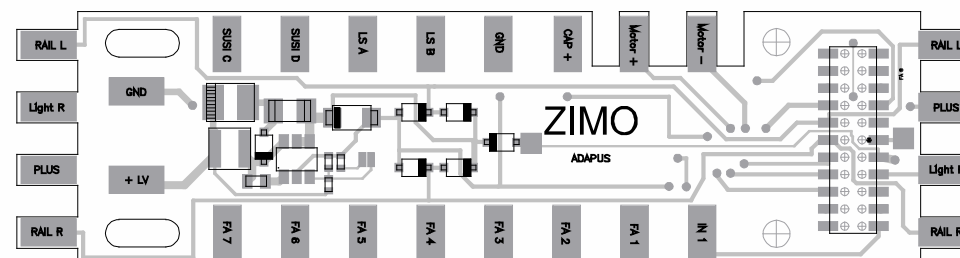 SUSI C
SUSI D
LS A
LS B
GND
CAP +
Motor +
Motor -
RAIL L
RAIL L
GND
Light R
PLUS
ZIMO
ADAPUS
PLUS
Light
+ LV
RAIL R
RAIL R
FA 7
FA 6
FA 5
FA 4
FA 3
FA 2
FA 1
IN 1